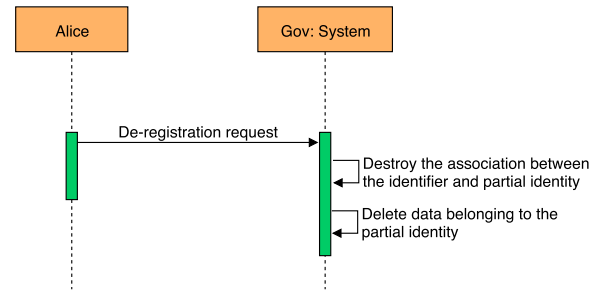 Alice
Gov: System
De-registration request
Destroy the association between
the identifier and partial identity
Delete data belonging to the
partial identity